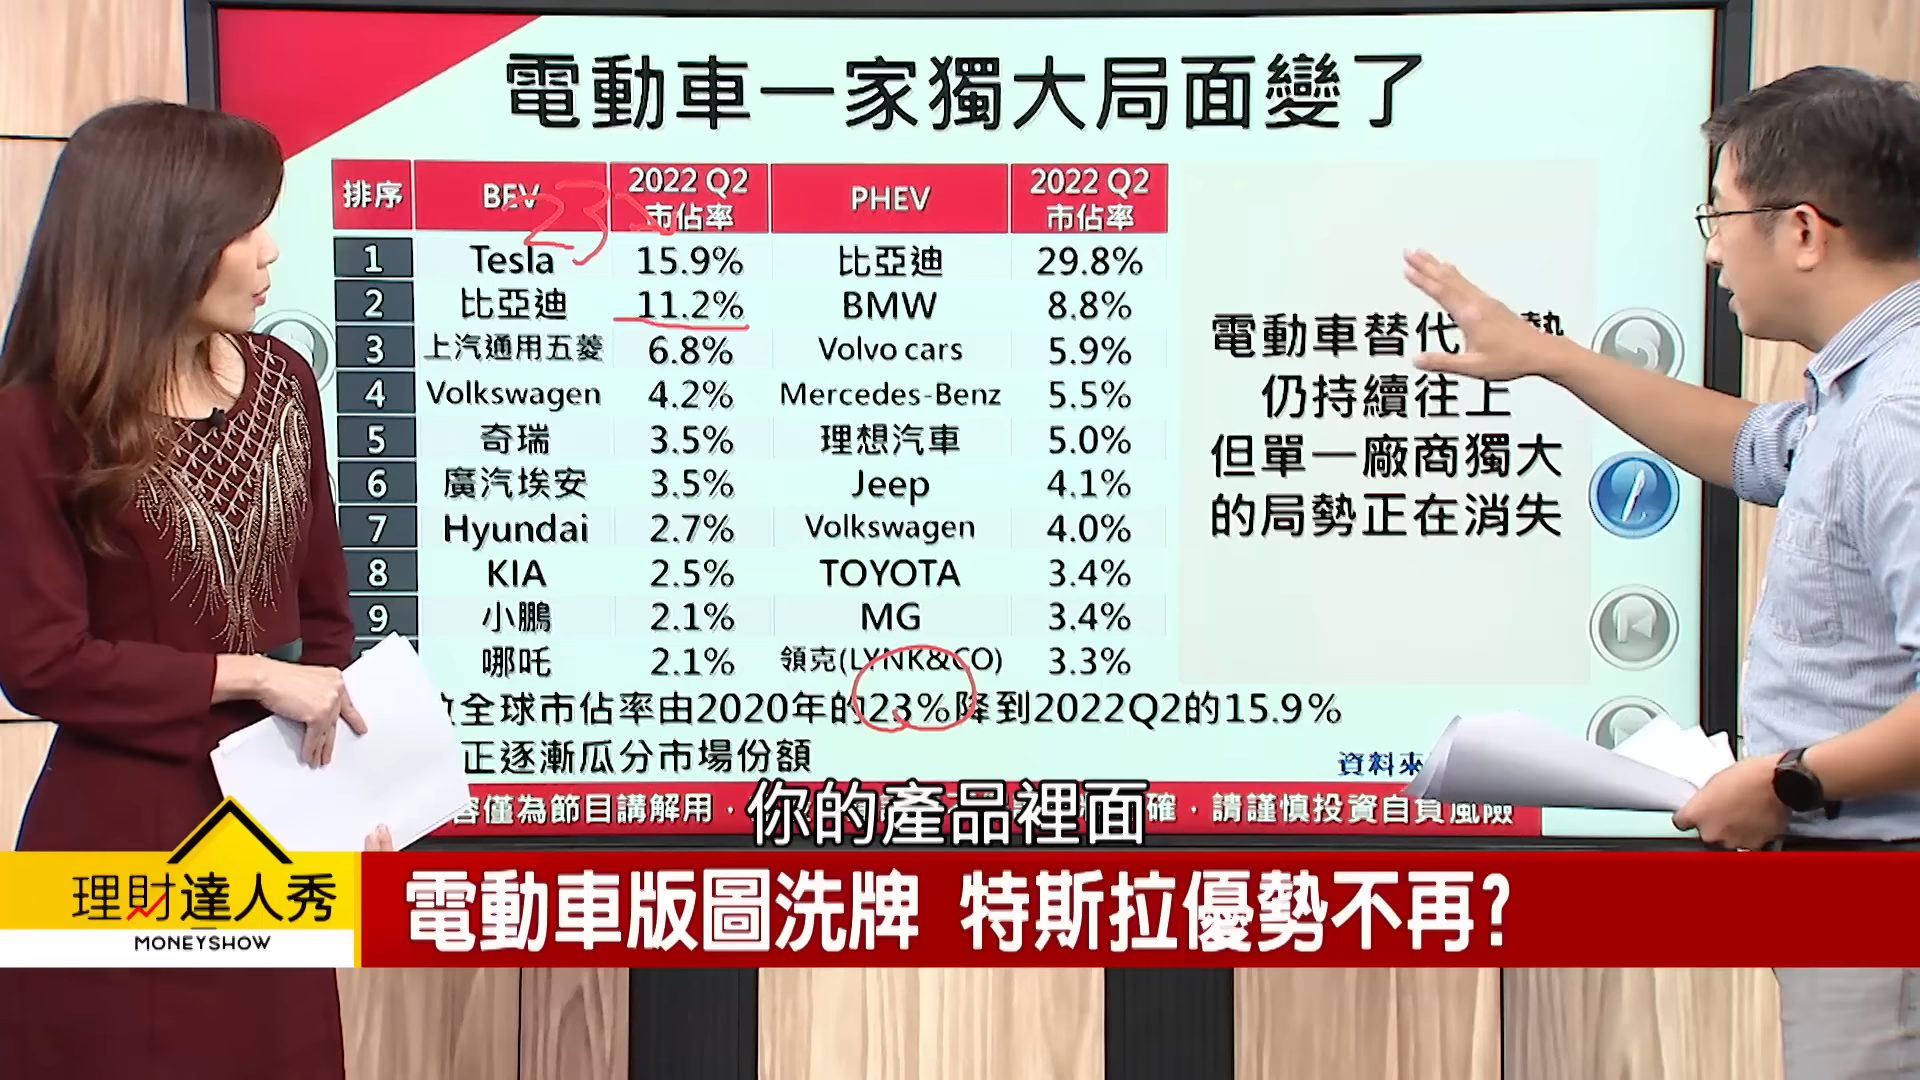 電動車一家獨大局面變了
排序 BEV 2022 Q2 市佔率 PHEV 2022 Q2 市佔率
23%
1 Tesla 15.9% 比亞迪 29.8%
2 比亞迪 11.2% BMW 8.8%
3 上汽通用五菱 6.8% Volvo cars 5.9%
4 Volkswagen 4.2% Mercedes-Benz 5.5%
5 奇瑞 3.5% 理想汽車 5.0%
6 廣汽埃安 3.5% Jeep 4.1%
7 Hyundai 2.7% Volkswagen 4.0%
8 KIA 2.5% TOYOTA 3.4%
9 小鵬 2.1% MG 3.4%
哪吒 2.1% 領克(LYNK&CO) 3.3%
電動車替代 勢
仍持續往上
但單一廠商獨大
的局勢正在消失
全球市佔率由2020年的23%降到2022Q2的15.9%
正逐漸瓜分市場份額
資料來
容僅為節目講解用， 確，請謹慎投資自負風險
你的產品裡面
理財達人秀
MONEYSHOW
電動車版圖洗牌 特斯拉優勢不再?